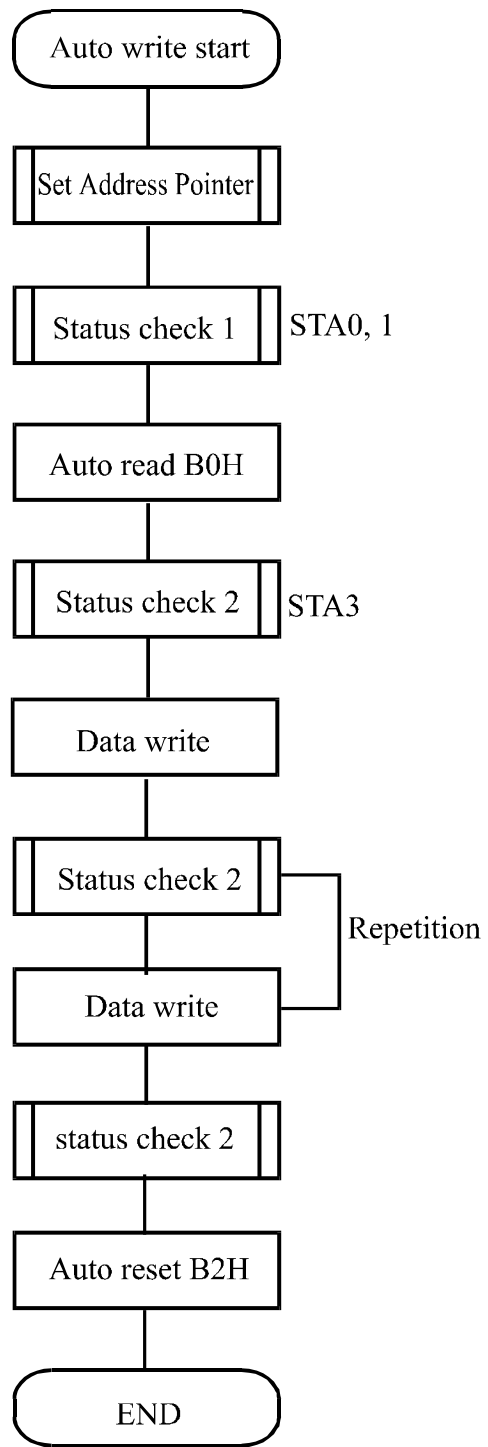 Auto write start
Set Address Pointer
Status check 1
STA0, 1
Auto read B0H
Status check 2
STA3
Data write
Status check 2
Repetition
Data write
status check 2
Auto reset B2H
END